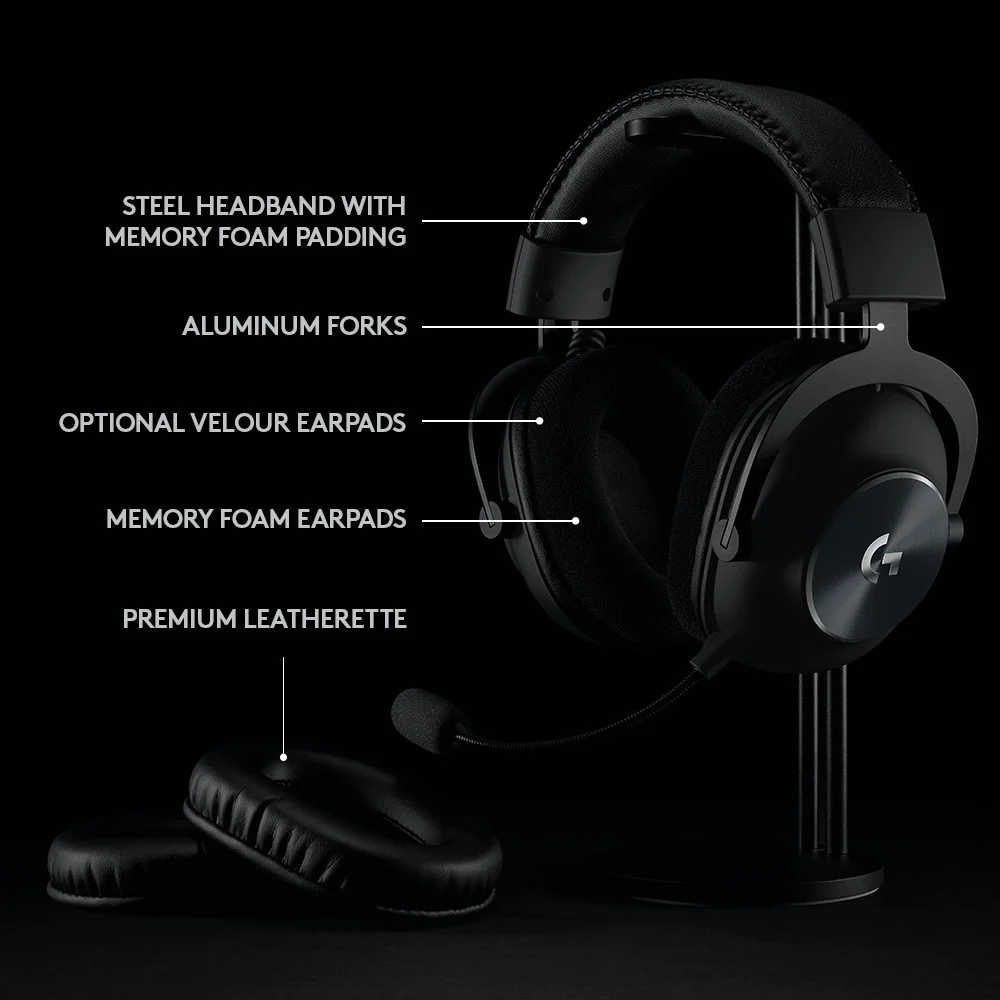 STEEL HEADBAND WITH
MEMORY FOAM PADDING
ALUMINUM FORKS
OPTIONAL VELOUR EARPADS
MEMORY FOAM EARPADS
PREMIUM LEATHERETTE
G